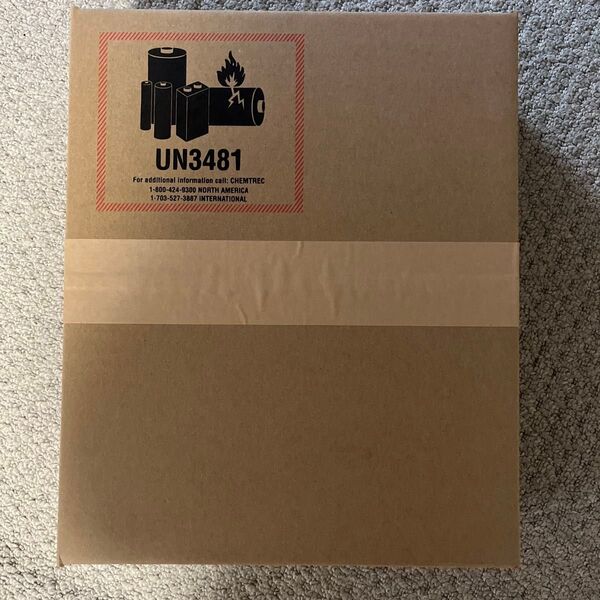 UN3481
For additional information call: CHEMTREC
1-800-424-9300 NORTH AMERICA
1-703-527-3887 INTERNATIONAL